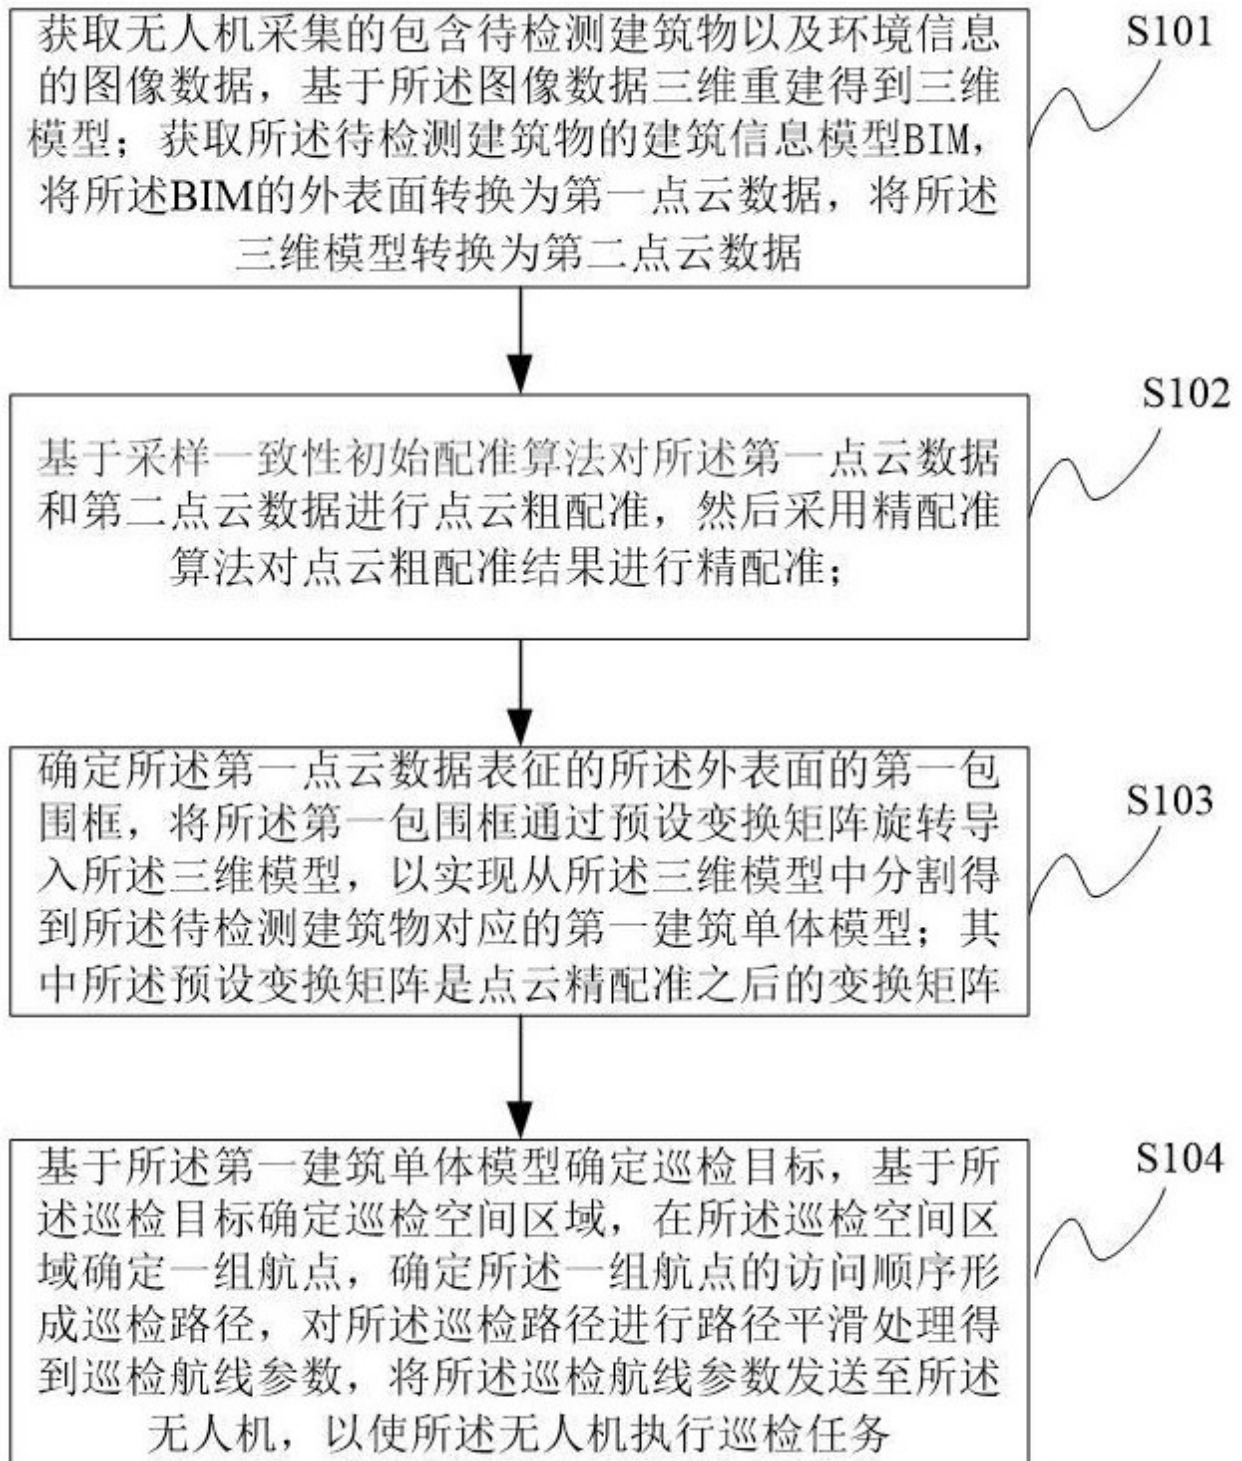 获取无人机采集的包含待检测建筑物以及环境信息
的图像数据，基于所述图像数据三维重建得到三维
模型；获取所述待检测建筑物的建筑信息模型BIM，
将所述BIM的外表面转换为第一点云数据，将所述
三维模型转换为第二点云数据
S101
基于采样一致性初始配准算法对所述第一点云数据
和第二点云数据进行点云粗配准，然后采用精配准
算法对点云粗配准结果进行精配准；
S102
确定所述第一点云数据表征的所述外表面的第一包
围框，将所述第一包围框通过预设变换矩阵旋转导
入所述三维模型，以实现从所述三维模型中分割得
到所述待检测建筑物对应的第一建筑单体模型；其
中所述预设变换矩阵是点云精配准之后的变换矩阵
S103
基于所述第一建筑单体模型确定巡检目标，基于所
述巡检目标确定巡检空间区域，在所述巡检空间区
域确定一组航点，确定所述一组航点的访问顺序形
成巡检路径，对所述巡检路径进行路径平滑处理得
到巡检航线参数，将所述巡检航线参数发送至所述
无人机，以使所述无人机执行巡检任务
S104